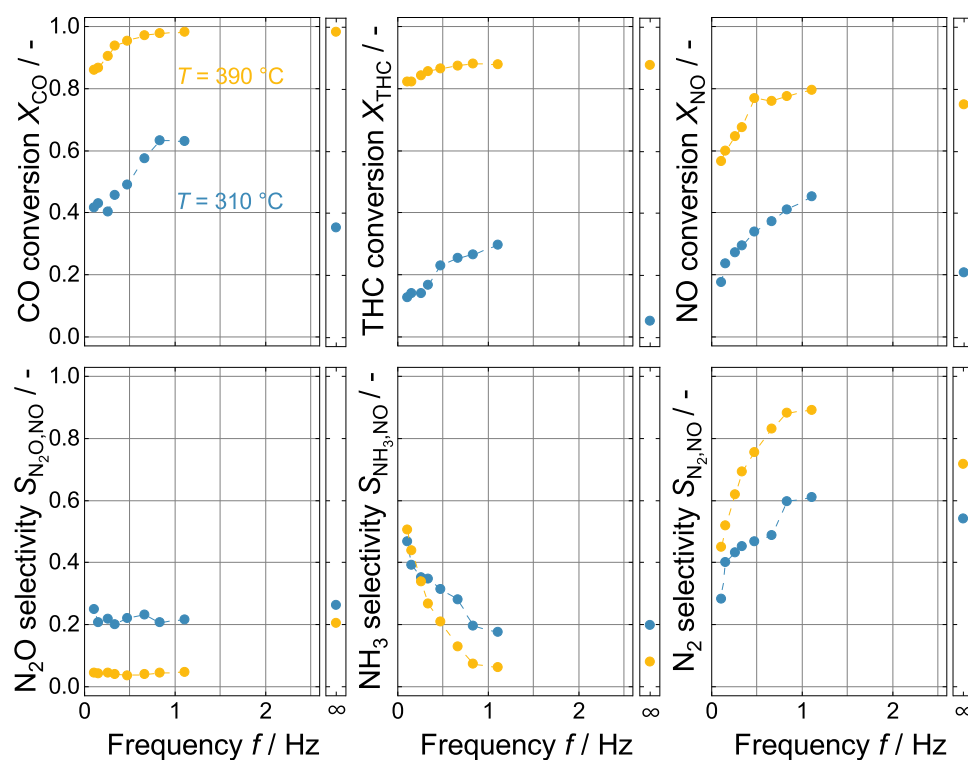 CO conversion X_CO / -
1.0
0.8
0.6
0.4
0.2
0.0
T = 390 °C
T = 310 °C
THC conversion X_THC / -
NO conversion X_NO / -
N₂O selectivity S_N₂O,NO / -
1.0
0.8
0.6
0.4
0.2
0.0
NH₃ selectivity S_NH₃,NO / -
N₂ selectivity S_N₂,NO / -
0 1 2 ∞
0 1 2 ∞
0 1 2 ∞
Frequency f / Hz
Frequency f / Hz
Frequency f / Hz